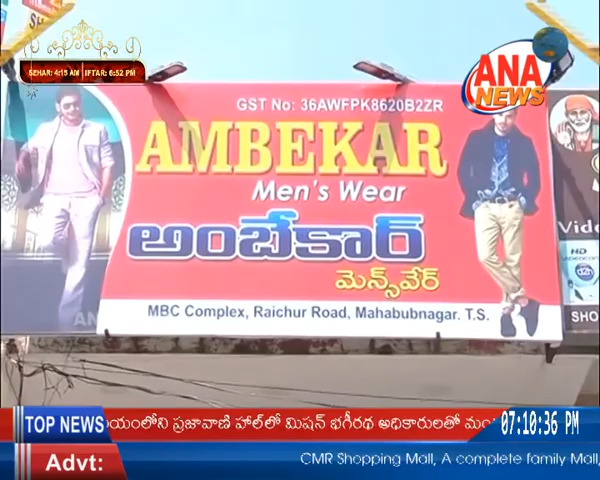 SEHAR: 4:15 AM | IFTAR: 6:52 PM
ANA
NEWS
GST No: 36AWFPK8620B2ZR
AMBEKAR
Men's Wear
అంబేకార్
మెన్స్‌వేర్
MBC Complex, Raichur Road, Mahabubnagar. T.S.
HD
d2h
SHO
TOP NEWS
యంలోని ప్రజావాణి హాల్‌లో మిషన్ భగీరథ అధికారులతో
07:10:36 PM
Advt:
CMR Shopping Mall, A complete family Mall,